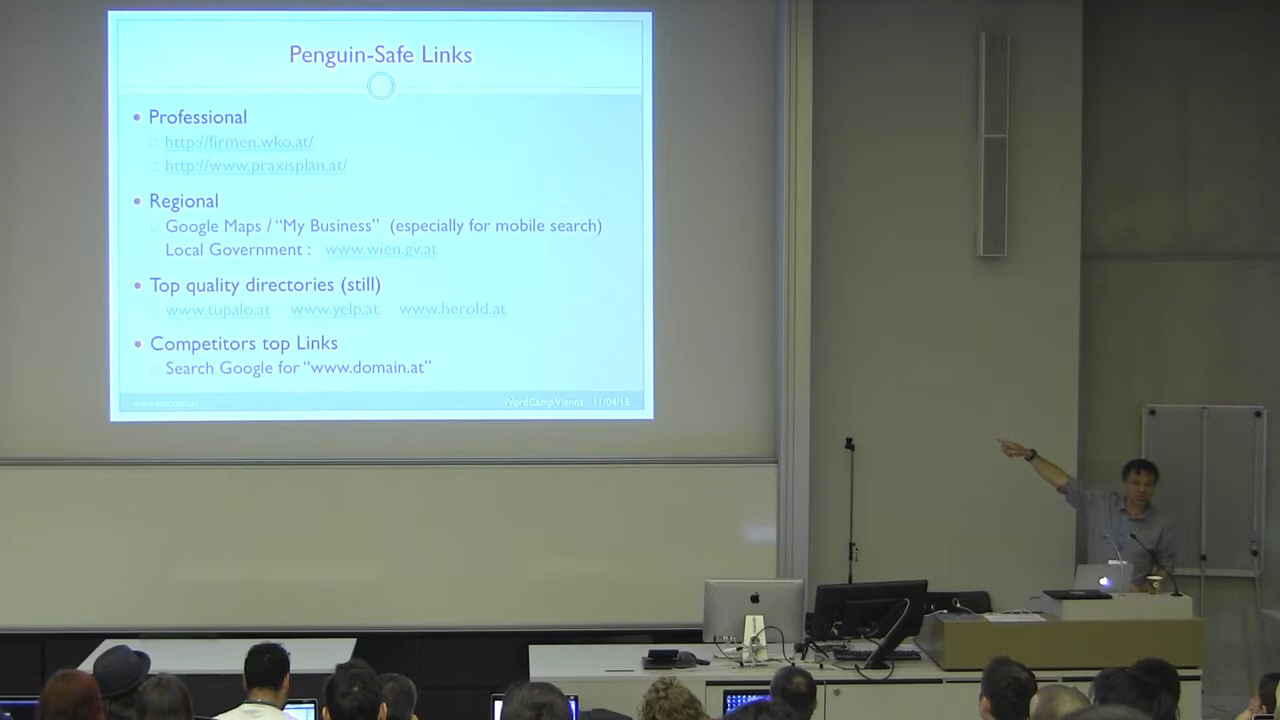 Penguin-Safe Links
Professional
http://firmen.wko.at/
http://www.praxisplan.at/
Regional
Google Maps / “My Business” (especially for mobile search)
Local Government : www.wien.gv.at
Top quality directories (still)
www.tupalo.at www.yelp.at www.herold.at
Competitors top Links
Search Google for “www.domain.at”
WordCamp Vienna 11/04/15